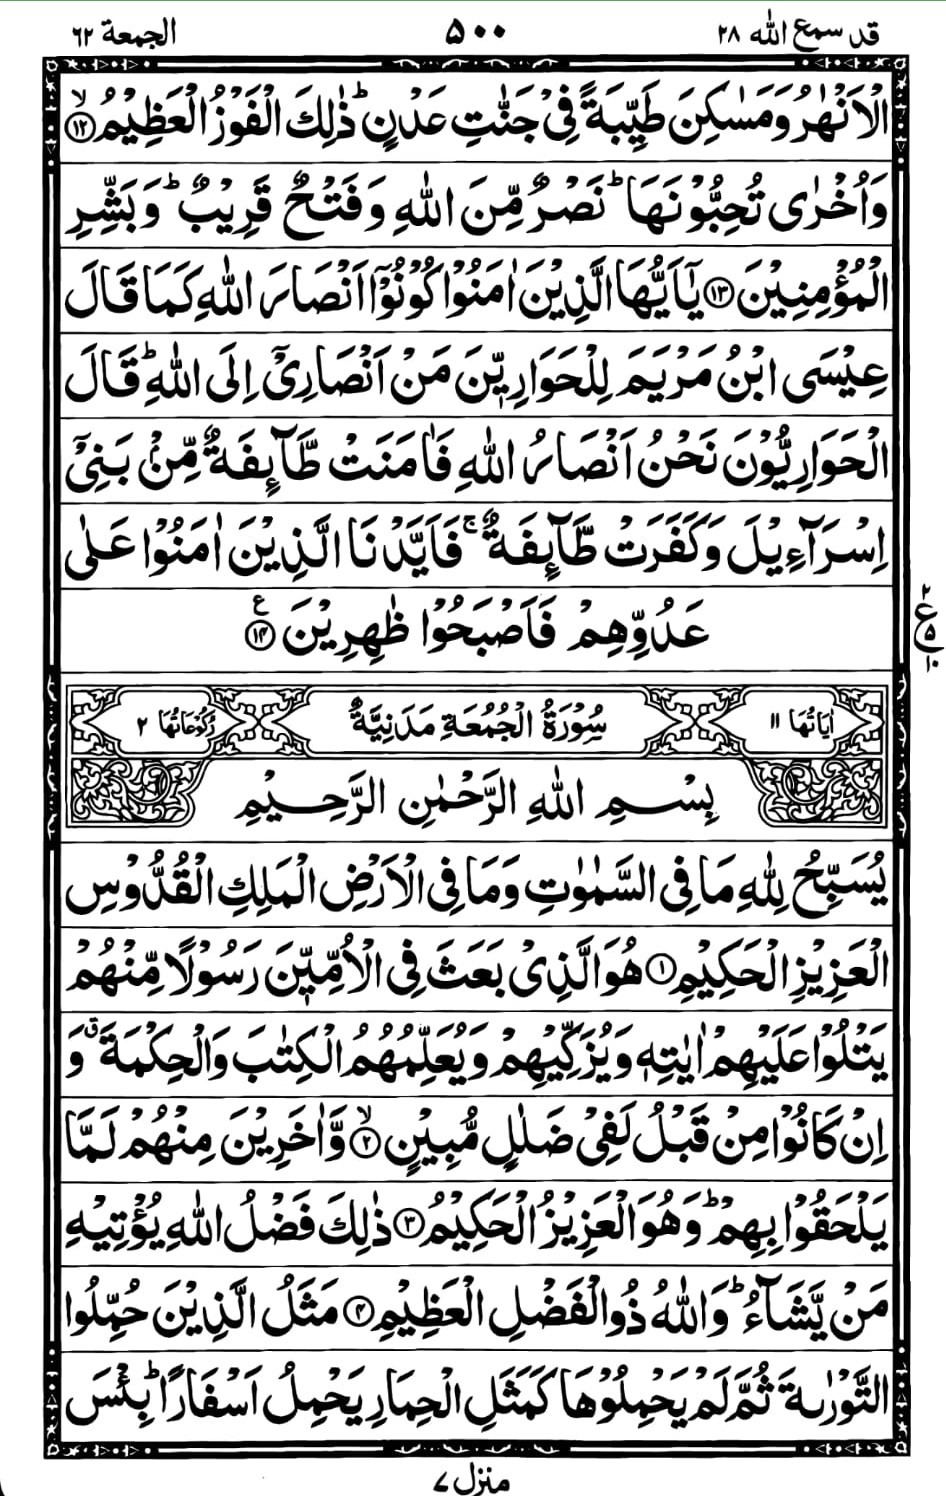 قد سمع الله ٢٨
٥٠٠
الجمعة ٦٢
الْاَنْهٰرُ وَمَسٰكِنَ طَيِّبَةً فِيْ جَنّٰتِ عَدْنٍ ؕ ذٰلِكَ الْفَوْزُ الْعَظِيْمُ ۙ﴿١٢﴾
وَاُخْرٰى تُحِبُّوْنَهَا ؕ نَصْرٌ مِّنَ اللّٰهِ وَفَتْحٌ قَرِيْبٌ ؕ وَبَشِّرِ
الْمُؤْمِنِيْنَ ﴿١٣﴾ يٰۤاَيُّهَا الَّذِيْنَ اٰمَنُوْا كُوْنُوْۤا اَنْصَارَ اللّٰهِ كَمَا قَالَ
عِيْسَى ابْنُ مَرْيَمَ لِلْحَوَارِيّٖنَ مَنْ اَنْصَارِيْۤ اِلَى اللّٰهِ ؕ قَالَ
الْحَوَارِيُّوْنَ نَحْنُ اَنْصَارُ اللّٰهِ فَاٰمَنَتْ طَّآىِٕفَةٌ مِّنْۢ بَنِيْۤ
اِسْرَآءِيْلَ وَكَفَرَتْ طَّآىِٕفَةٌ ۚ فَاَيَّدْنَا الَّذِيْنَ اٰمَنُوْا عَلٰى
عَدُوِّهِمْ فَاَصْبَحُوْا ظٰهِرِيْنَ ﴿١٤﴾ ع
٢ ع ٥ ١٠
اٰيَاتُهَا ١١
سُوْرَةُ الْجُمُعَةِ مَدَنِيَّةٌ
رُكُوْعَاتُهَا ٢
بِسْمِ اللّٰهِ الرَّحْمٰنِ الرَّحِيْمِ
يُسَبِّحُ لِلّٰهِ مَا فِي السَّمٰوٰتِ وَمَا فِي الْاَرْضِ الْمَلِكِ الْقُدُّوْسِ
الْعَزِيْزِ الْحَكِيْمِ ﴿١﴾ هُوَ الَّذِيْ بَعَثَ فِي الْاُمِّيّٖنَ رَسُوْلًا مِّنْهُمْ
يَتْلُوْا عَلَيْهِمْ اٰيٰتِهٖ وَيُزَكِّيْهِمْ وَيُعَلِّمُهُمُ الْكِتٰبَ وَالْحِكْمَةَ ۗ وَ
اِنْ كَانُوْا مِنْ قَبْلُ لَفِيْ ضَلٰلٍ مُّبِيْنٍ ۙ﴿٢﴾ وَّاٰخَرِيْنَ مِنْهُمْ لَمَّا
يَلْحَقُوْا بِهِمْ ؕ وَهُوَ الْعَزِيْزُ الْحَكِيْمُ ﴿٣﴾ ذٰلِكَ فَضْلُ اللّٰهِ يُؤْتِيْهِ
مَنْ يَّشَآءُ ؕ وَاللّٰهُ ذُو الْفَضْلِ الْعَظِيْمِ ﴿٤﴾ مَثَلُ الَّذِيْنَ حُمِّلُوا
التَّوْرٰىةَ ثُمَّ لَمْ يَحْمِلُوْهَا كَمَثَلِ الْحِمَارِ يَحْمِلُ اَسْفَارًا ؕ بِئْسَ
منزل ٧